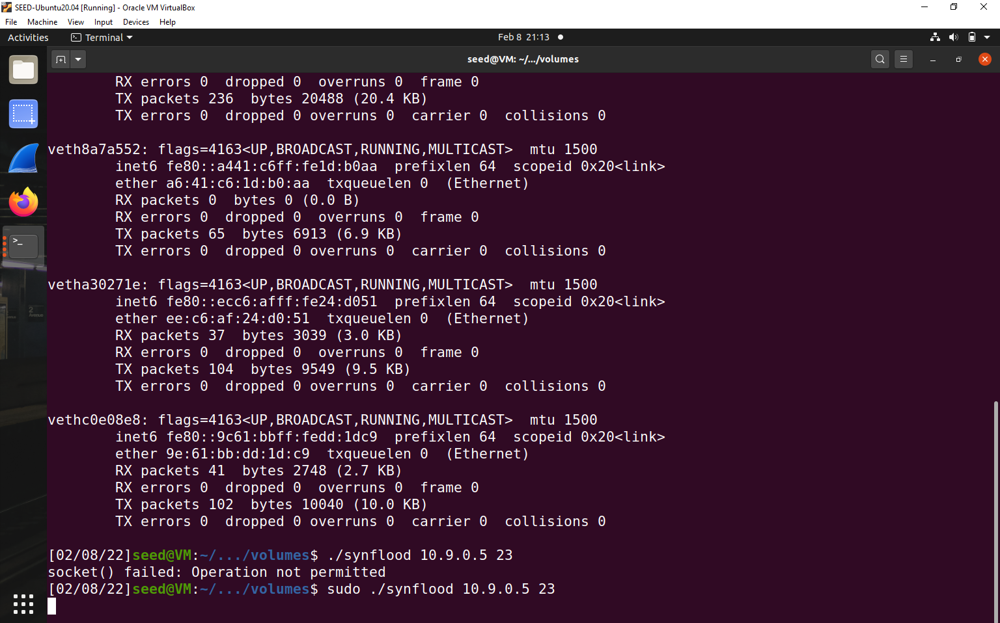 SEED-Ubuntu20.04 [Running] - Oracle VM VirtualBox
File Machine View Input Devices Help
Activities Terminal Feb 8 21:13
seed@VM: ~/.../volumes
RX errors 0 dropped 0 overruns 0 frame 0
TX packets 236 bytes 20488 (20.4 KB)
TX errors 0 dropped 0 overruns 0 carrier 0 collisions 0
veth8a7a552: flags=4163<UP,BROADCAST,RUNNING,MULTICAST> mtu 1500
inet6 fe80::a441:c6ff:fe1d:b0aa prefixlen 64 scopeid 0x20<link>
ether a6:41:c6:1d:b0:aa txqueuelen 0 (Ethernet)
RX packets 0 bytes 0 (0.0 B)
RX errors 0 dropped 0 overruns 0 frame 0
TX packets 65 bytes 6913 (6.9 KB)
TX errors 0 dropped 0 overruns 0 carrier 0 collisions 0
vetha30271e: flags=4163<UP,BROADCAST,RUNNING,MULTICAST> mtu 1500
inet6 fe80::ecc6:afff:fe24:d051 prefixlen 64 scopeid 0x20<link>
ether ee:c6:af:24:d0:51 txqueuelen 0 (Ethernet)
RX packets 37 bytes 3039 (3.0 KB)
RX errors 0 dropped 0 overruns 0 frame 0
TX packets 104 bytes 9549 (9.5 KB)
TX errors 0 dropped 0 overruns 0 carrier 0 collisions 0
vethc0e08e8: flags=4163<UP,BROADCAST,RUNNING,MULTICAST> mtu 1500
inet6 fe80::9c61:bbff:fedd:1dc9 prefixlen 64 scopeid 0x20<link>
ether 9e:61:bb:dd:1d:c9 txqueuelen 0 (Ethernet)
RX packets 41 bytes 2748 (2.7 KB)
RX errors 0 dropped 0 overruns 0 frame 0
TX packets 102 bytes 10040 (10.0 KB)
TX errors 0 dropped 0 overruns 0 carrier 0 collisions 0
[02/08/22]seed@VM:~/.../volumes$ ./synflood 10.9.0.5 23
socket() failed: Operation not permitted
[02/08/22]seed@VM:~/.../volumes$ sudo ./synflood 10.9.0.5 23